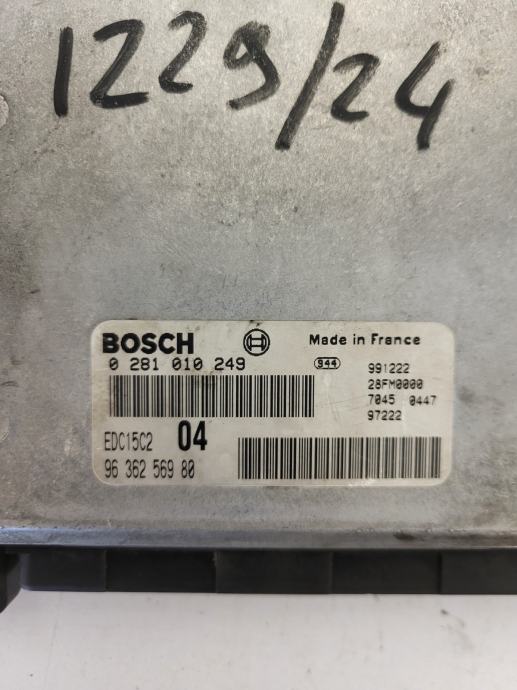 1229/24
BOSCH Made in France
0 281 010 249 944 991222
28FM0000
7045 0447
97222
EDC15C2 04
96 362 569 80